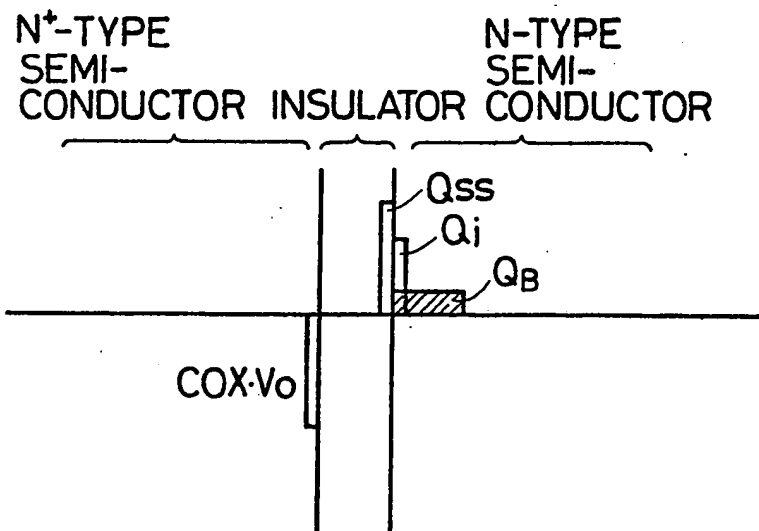 N+-TYPE
SEMI-
CONDUCTOR
INSULATOR
N-TYPE
SEMI-
CONDUCTOR
Qss
Qi
QB
COX·Vo